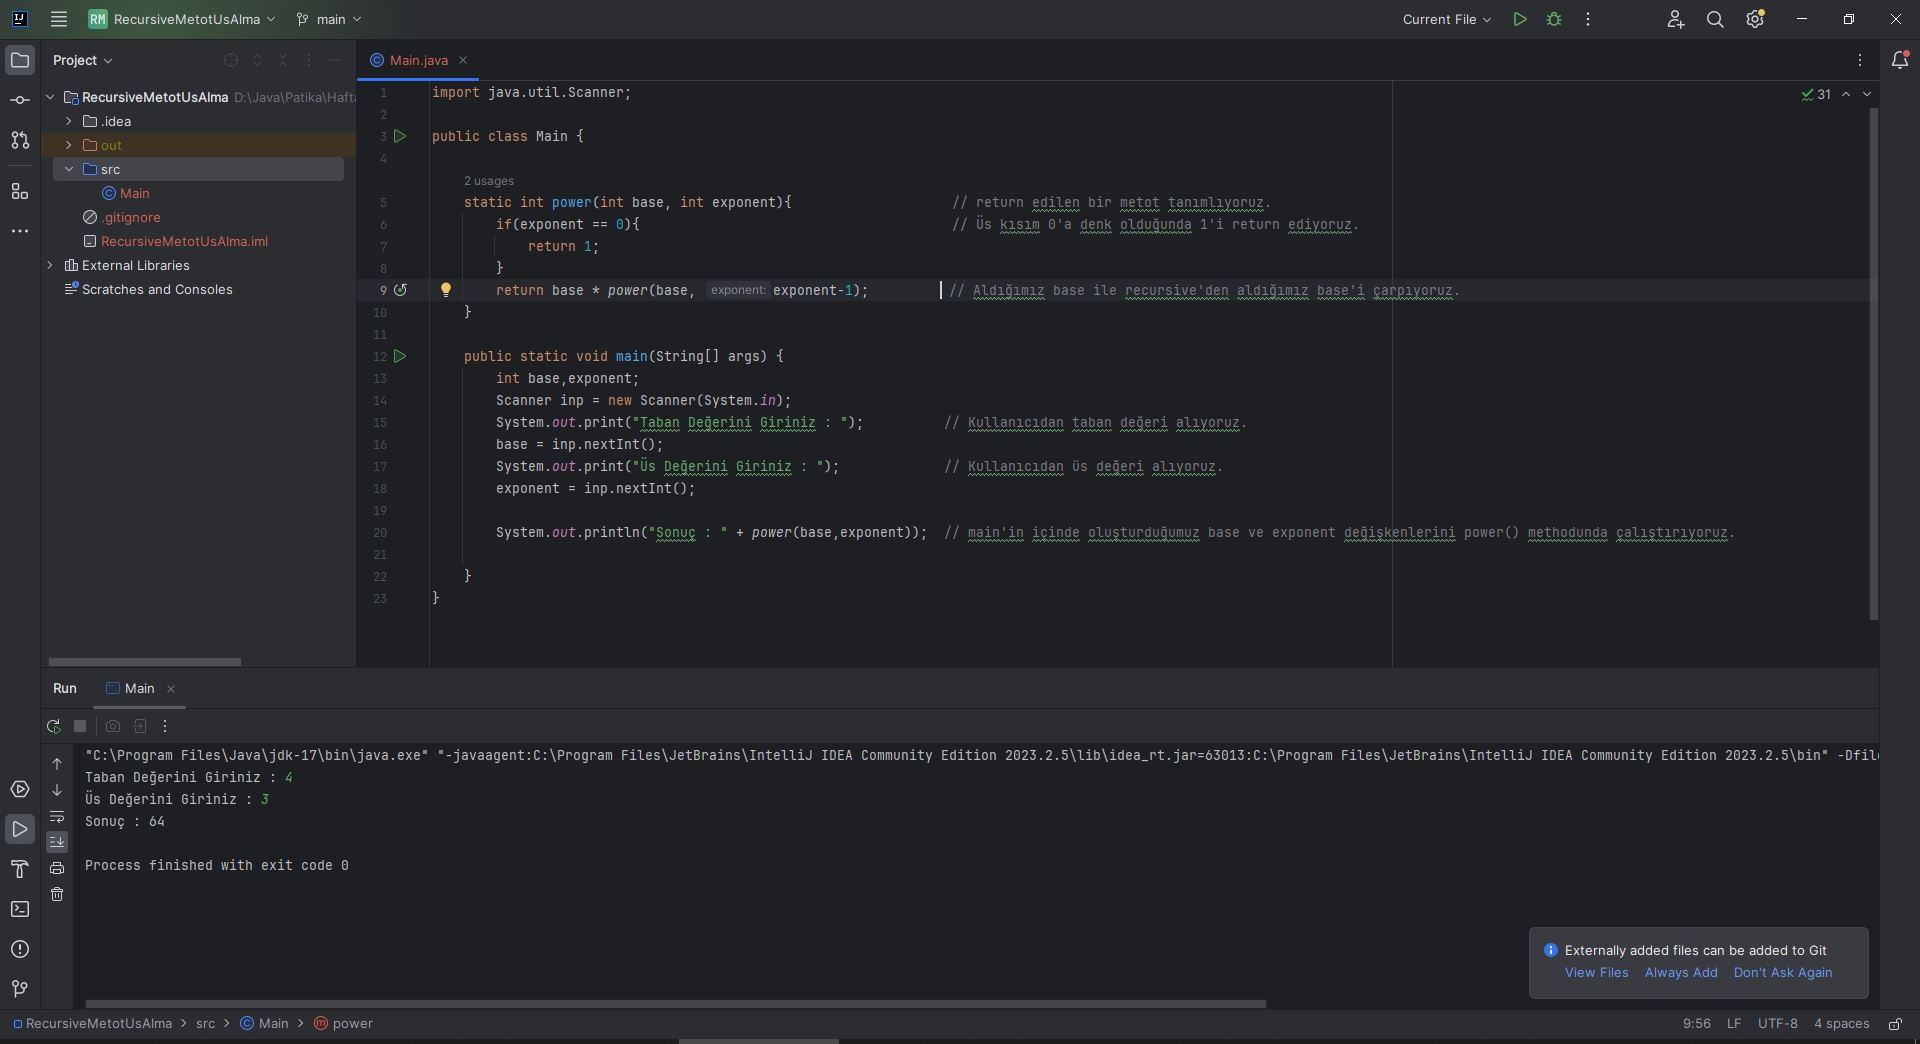 RM RecursiveMetotUsAlma main Current File
Project
Main.java
RecursiveMetotUsAlma D:\Java\Patika\Hafta
.idea
out
src
Main
.gitignore
RecursiveMetotUsAlma.iml
External Libraries
Scratches and Consoles
31
1 import java.util.Scanner;
2
3 public class Main {
4
2 usages
5 static int power(int base, int exponent){ // return edilen bir metot tanımlıyoruz.
6 if(exponent == 0){ // Üs kısım 0'a denk olduğunda 1'i return ediyoruz.
7 return 1;
8 }
9 return base * power(base, exponent: exponent-1); // Aldığımız base ile recursive'den aldığımız base'i çarpıyoruz.
10 }
11
12 public static void main(String[] args) {
13 int base,exponent;
14 Scanner inp = new Scanner(System.in);
15 System.out.print("Taban Değerini Giriniz : "); // Kullanıcıdan taban değeri alıyoruz.
16 base = inp.nextInt();
17 System.out.print("Üs Değerini Giriniz : "); // Kullanıcıdan üs değeri alıyoruz.
18 exponent = inp.nextInt();
19
20 System.out.println("Sonuç : " + power(base,exponent)); // main'in içinde oluşturduğumuz base ve exponent değişkenlerini power() methodunda çalıştırıyoruz.
21
22 }
23 }
Run Main
"C:\Program Files\Java\jdk-17\bin\java.exe" "-javaagent:C:\Program Files\JetBrains\IntelliJ IDEA Community Edition 2023.2.5\lib\idea_rt.jar=63013:C:\Program Files\JetBrains\IntelliJ IDEA Community Edition 2023.2.5\bin" -Dfile
Taban Değerini Giriniz : 4
Üs Değerini Giriniz : 3
Sonuç : 64
Process finished with exit code 0
Externally added files can be added to Git
View Files Always Add Don't Ask Again
RecursiveMetotUsAlma > src > Main > power 9:56 LF UTF-8 4 spaces